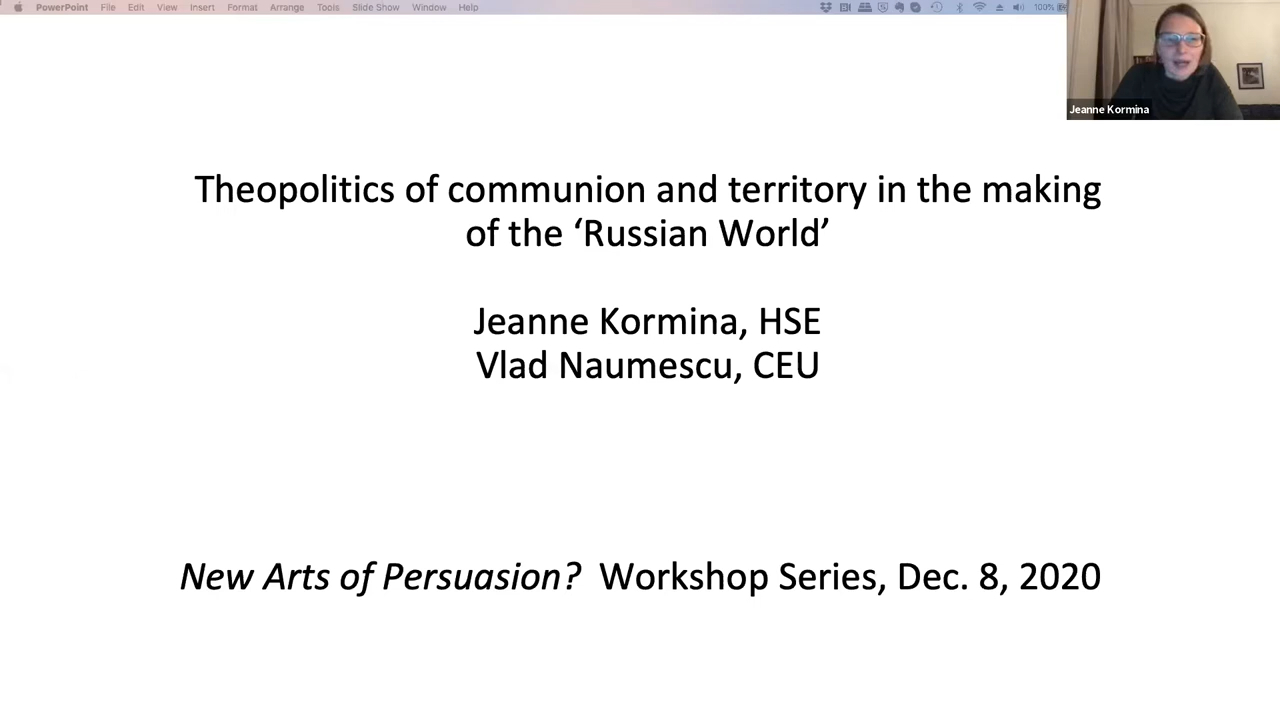 PowerPoint File Edit View Insert Format Arrange Tools Slide Show Window Help 100%
Jeanne Kormina
Theopolitics of communion and territory in the making
of the ‘Russian World’
Jeanne Kormina, HSE
Vlad Naumescu, CEU
New Arts of Persuasion? Workshop Series, Dec. 8, 2020